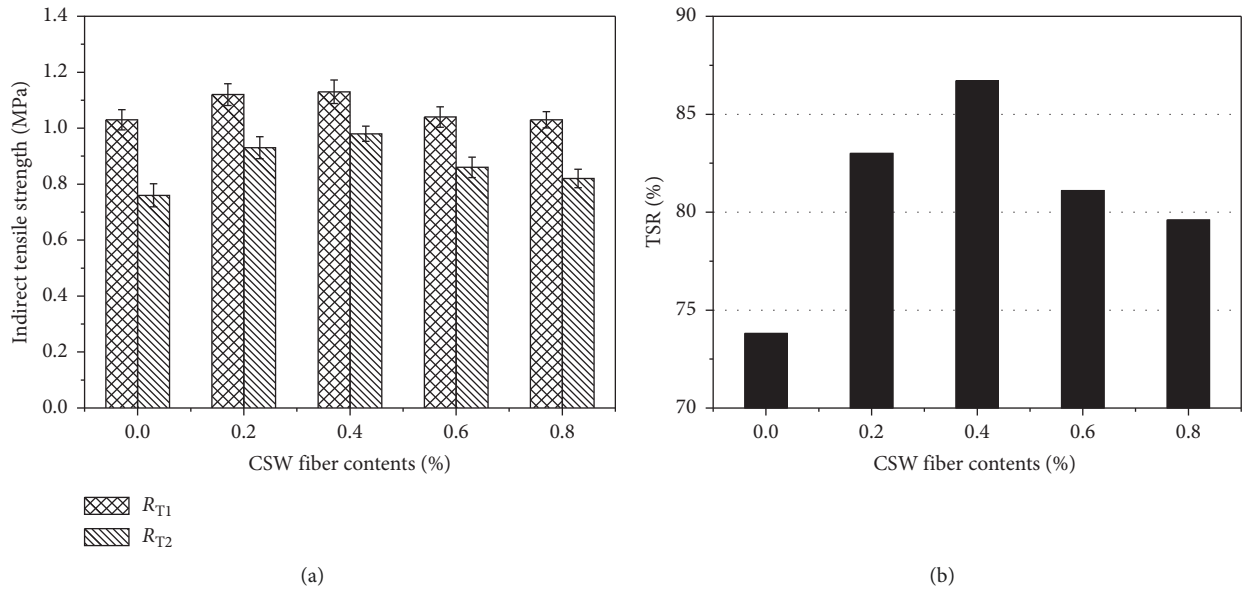 Indirect tensile strength (MPa)
1.4
1.2
1.0
0.8
0.6
0.4
0.2
0.0
0.0 0.2 0.4 0.6 0.8
CSW fiber contents (%)
RT1
RT2
(a)
TSR (%)
90
85
80
75
70
0.0 0.2 0.4 0.6 0.8
CSW fiber contents (%)
(b)